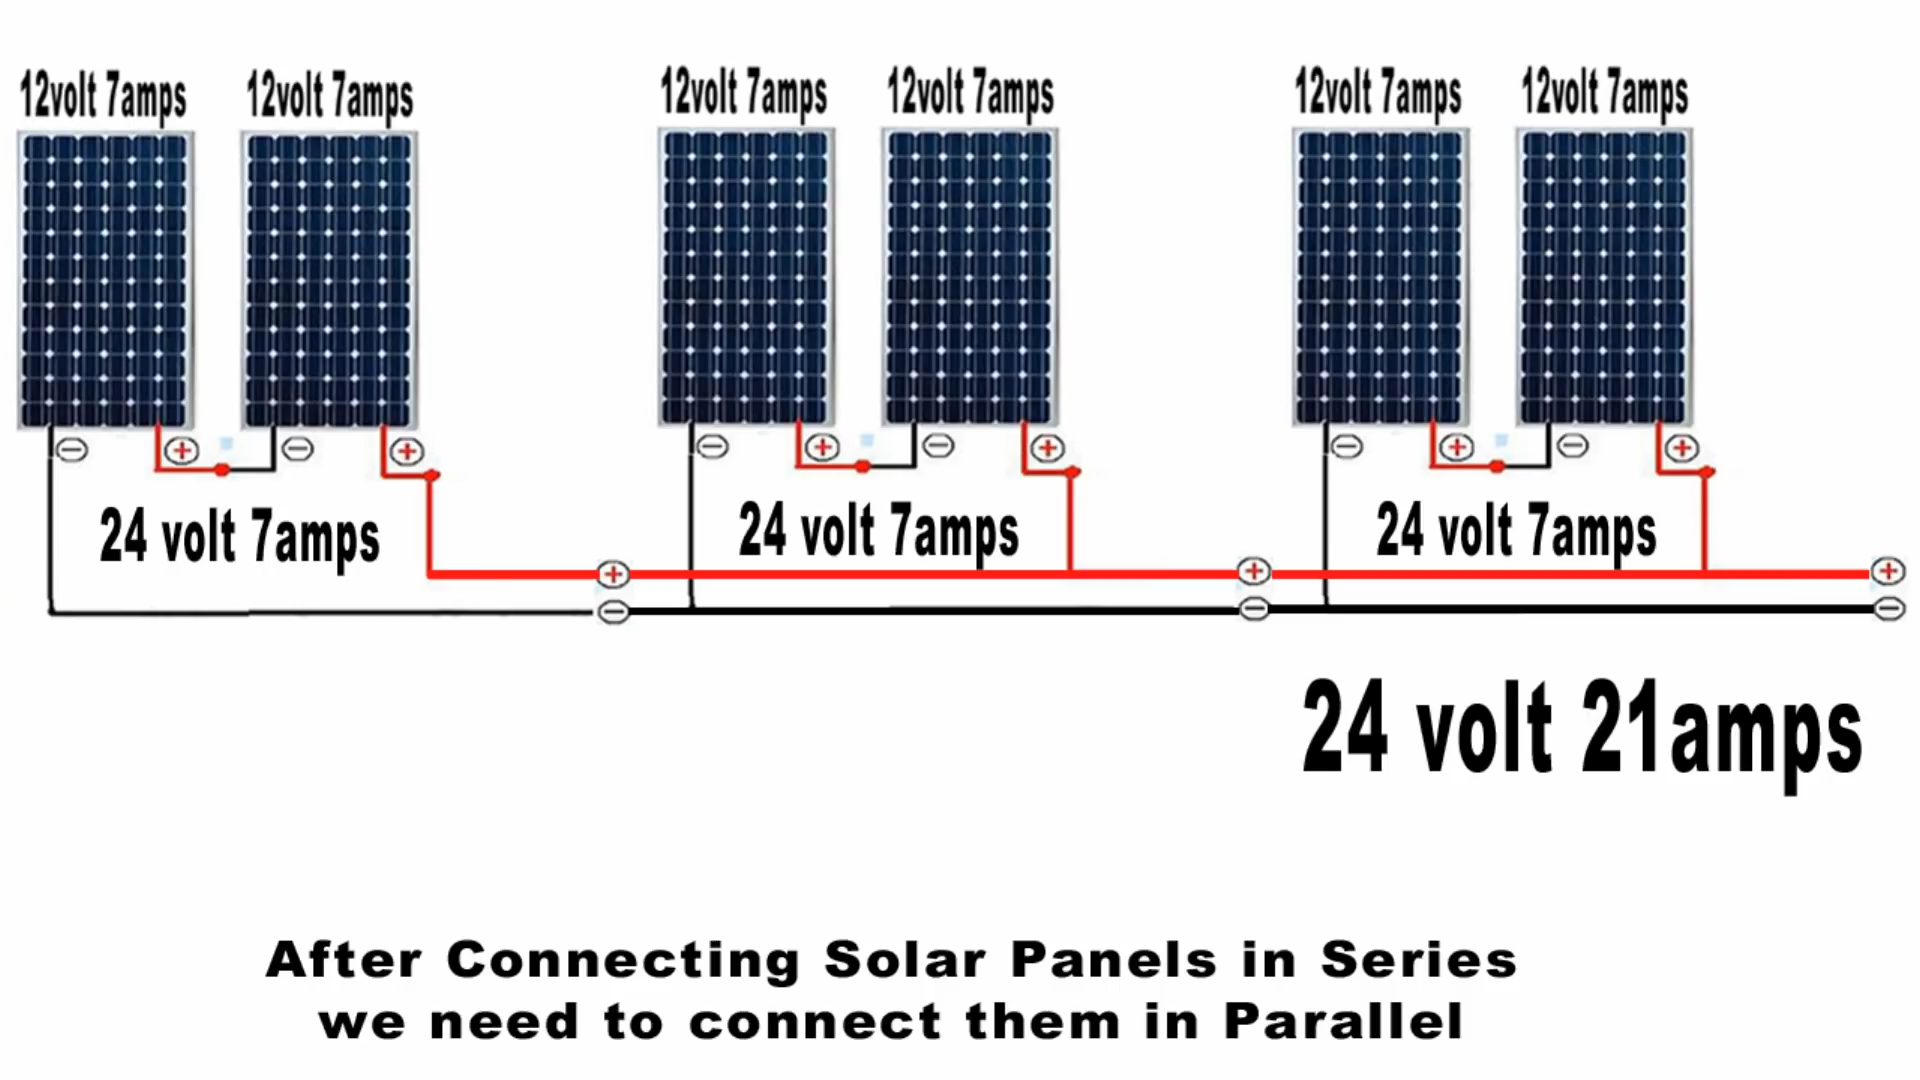 12volt 7amps
12volt 7amps
12volt 7amps
12volt 7amps
12volt 7amps
12volt 7amps
24 volt 7amps
24 volt 7amps
24 volt 7amps
24 volt 21amps
After Connecting Solar Panels in Series
we need to connect them in Parallel